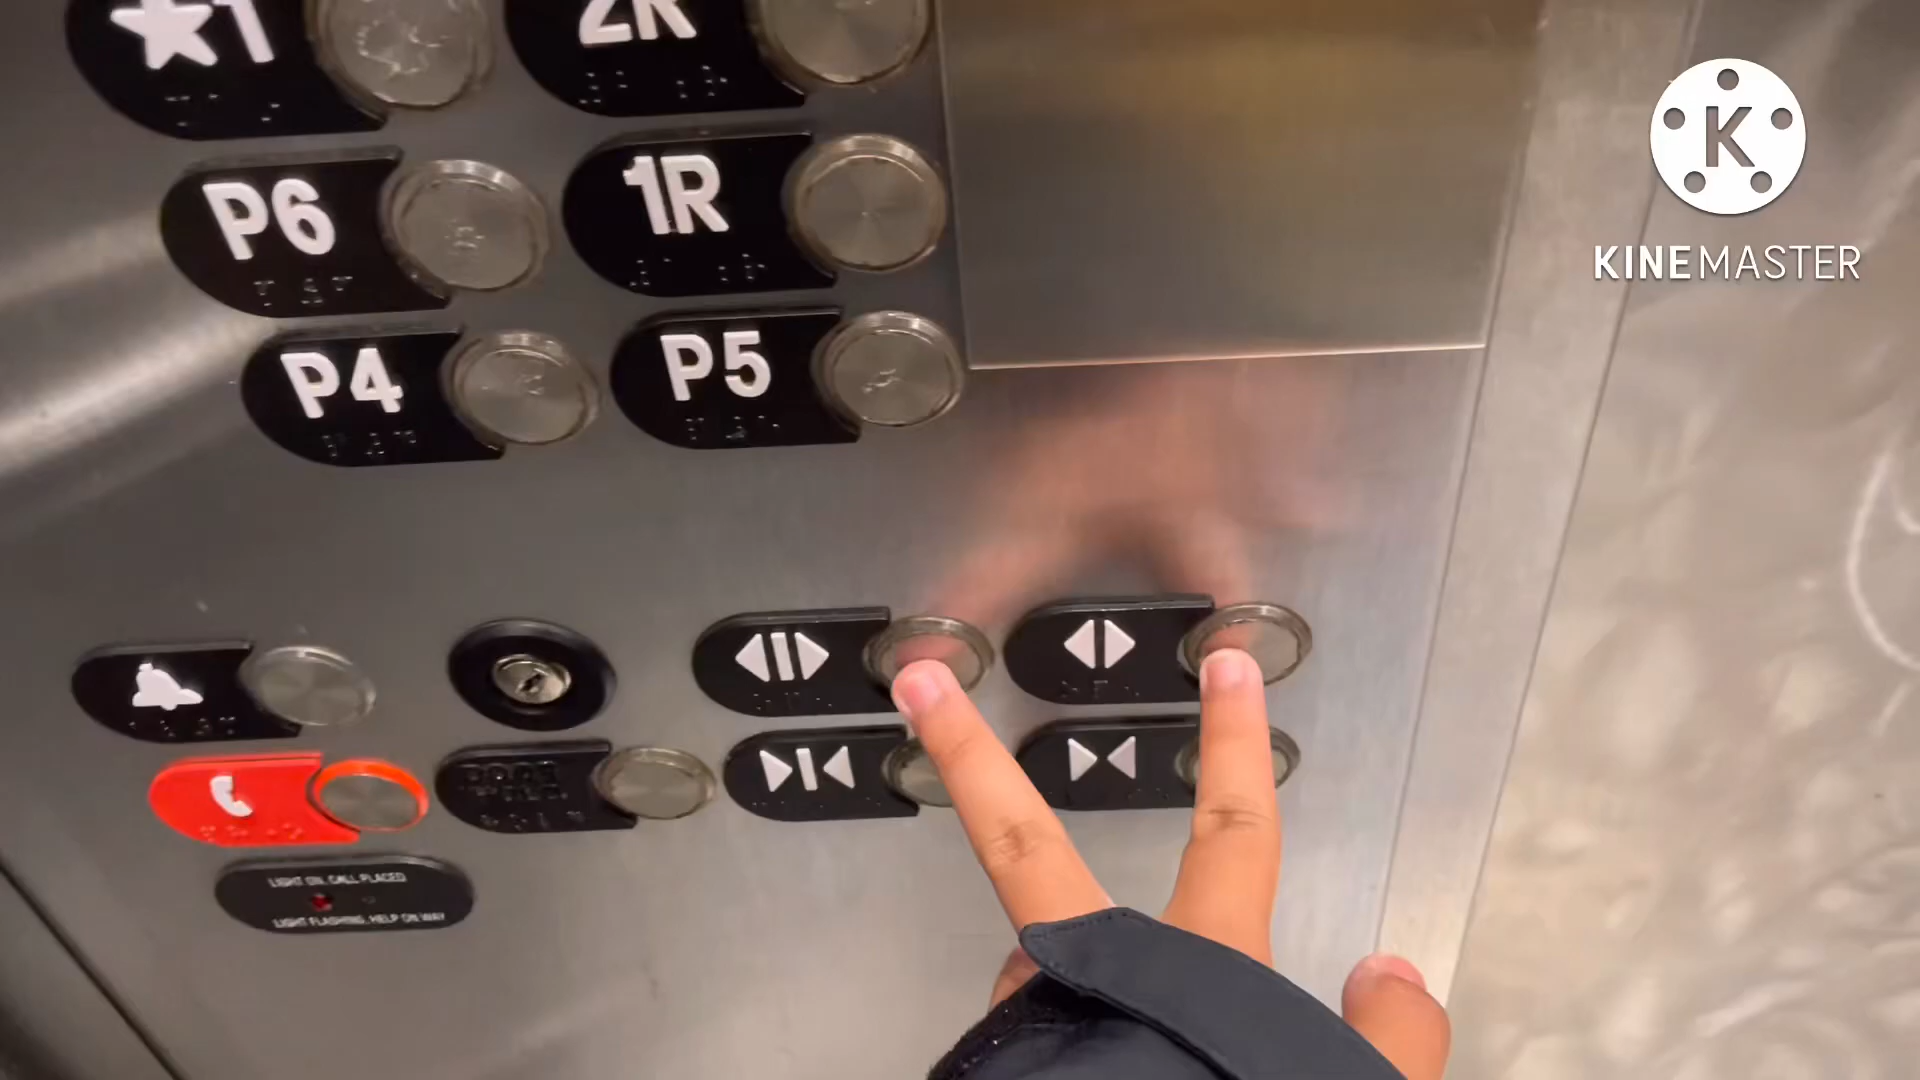 ★1
2R
P6
1R
P4
P5
LIGHT ON, CALL PLACED
LIGHT FLASHING, HELP ON WAY
K
KINEMASTER